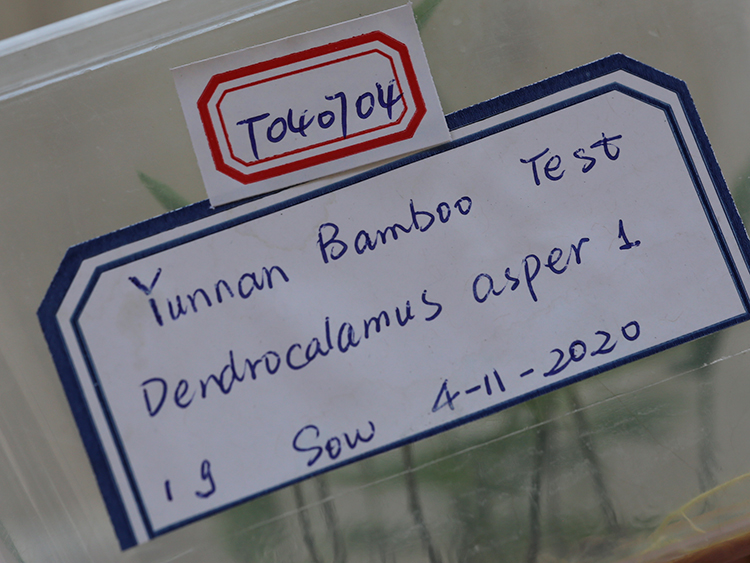 T040704
Yunnan Bamboo Test
Dendrocalamus asper 1.
1g Sow 4-11-2020